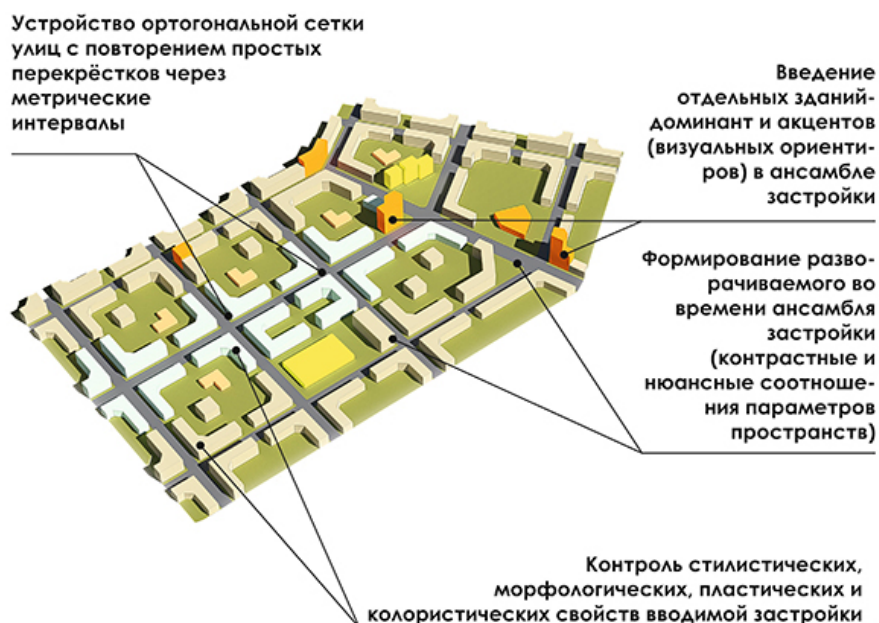 Устройство ортогональной сетки
улиц с повторением простых
перекрёстков через
метрические
интервалы
Введение
отдельных зданий-
доминант и акцентов
(визуальных ориенти-
ров) в ансамбле
застройки
Формирование разво-
рачиваемого во
времени ансамбля
застройки
(контрастные и
нюансные соотноше-
ния параметров
пространств)
Контроль стилистических,
морфологических, пластических и
колористических свойств вводимой застройки